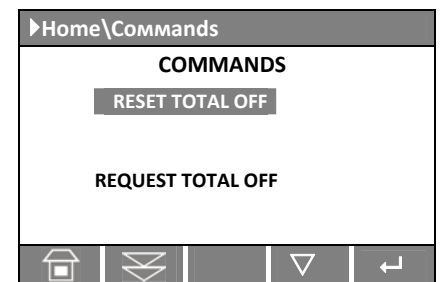 Home\Commands
COMMANDS
RESET TOTAL OFF
REQUEST TOTAL OFF